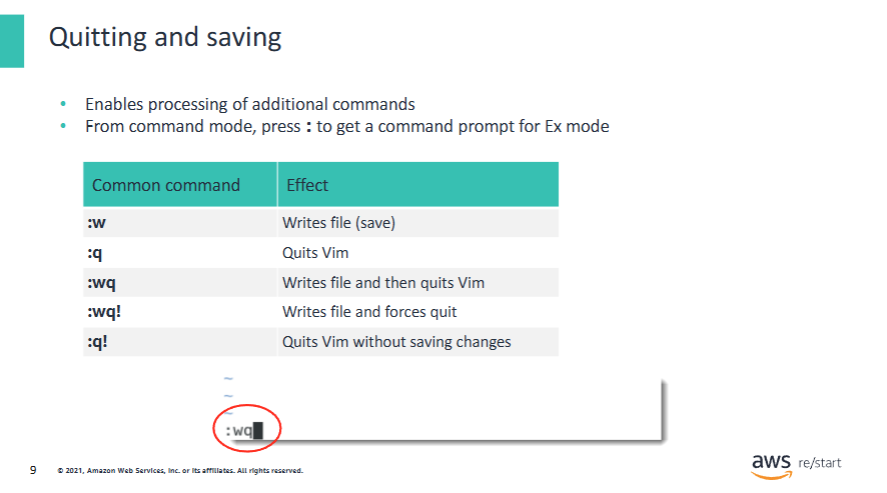 Quitting and saving
• Enables processing of additional commands
• From command mode, press : to get a command prompt for Ex mode
Common command Effect
:w Writes file (save)
:q Quits Vim
:wq Writes file and then quits Vim
:wq! Writes file and forces quit
:q! Quits Vim without saving changes
~
~
~
:wq
9 © 2021, Amazon Web Services, Inc. or its affiliates. All rights reserved.
aws re/start